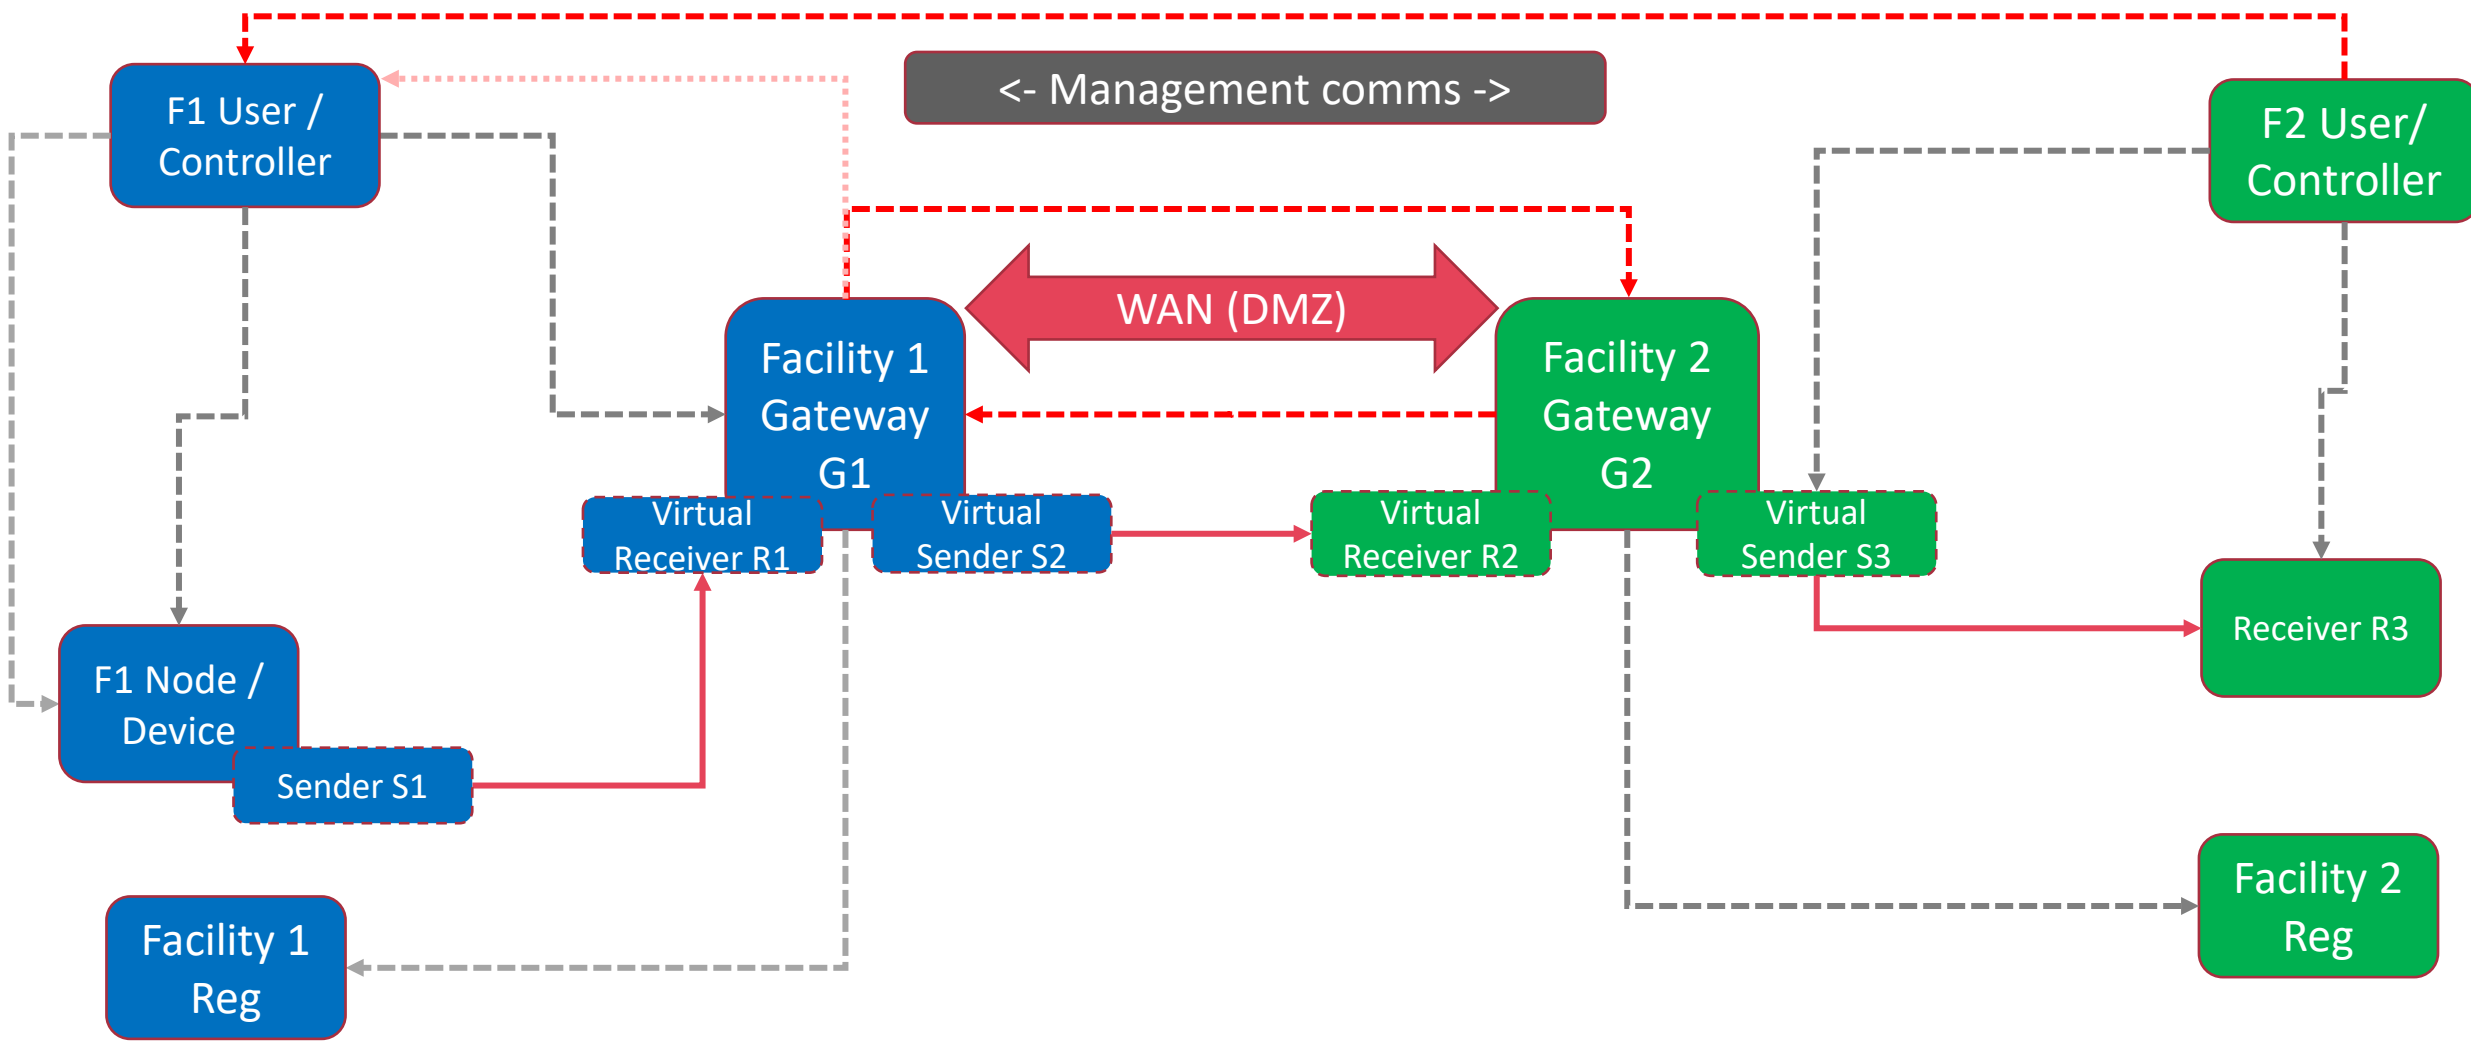 <- Management comms ->
F1 User /
Controller
F2 User/
Controller
WAN (DMZ)
Facility 1
Gateway
G1
Facility 2
Gateway
G2
Virtual
Receiver R1
Virtual
Sender S2
Virtual
Receiver R2
Virtual
Sender S3
F1 Node /
Device
Sender S1
Receiver R3
Facility 1
Reg
Facility 2
Reg